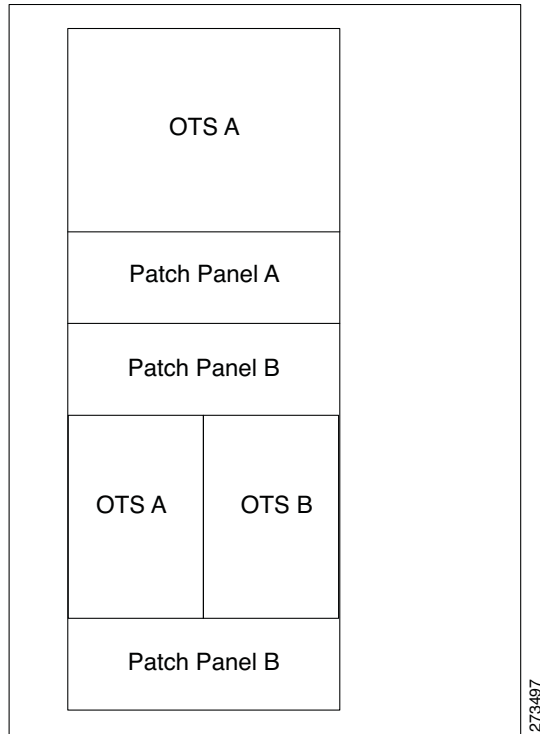 OTS A
Patch Panel A
Patch Panel B
OTS A
OTS B
Patch Panel B
273497